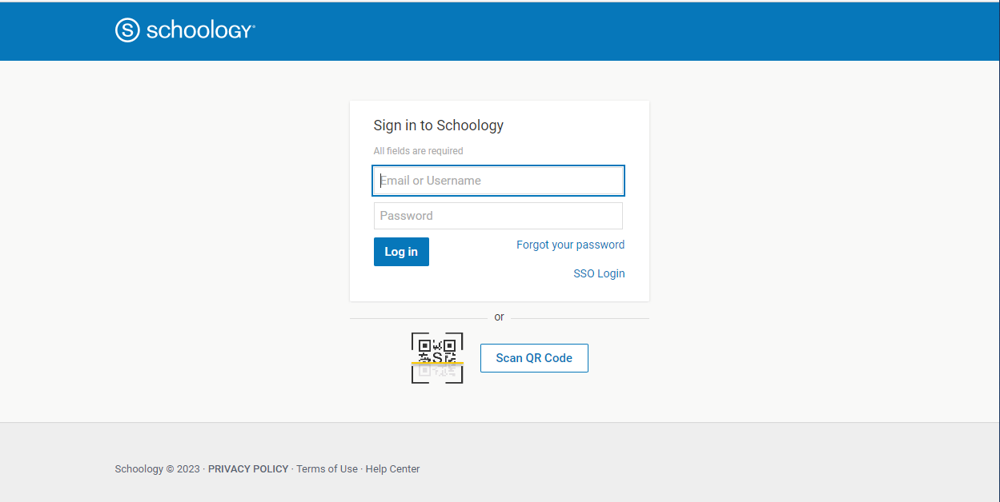 schoology®
Sign in to Schoology
All fields are required
Email or Username
Password
Log in
Forgot your password
SSO Login
or
S
Scan QR Code
Schoology © 2023 · PRIVACY POLICY · Terms of Use · Help Center